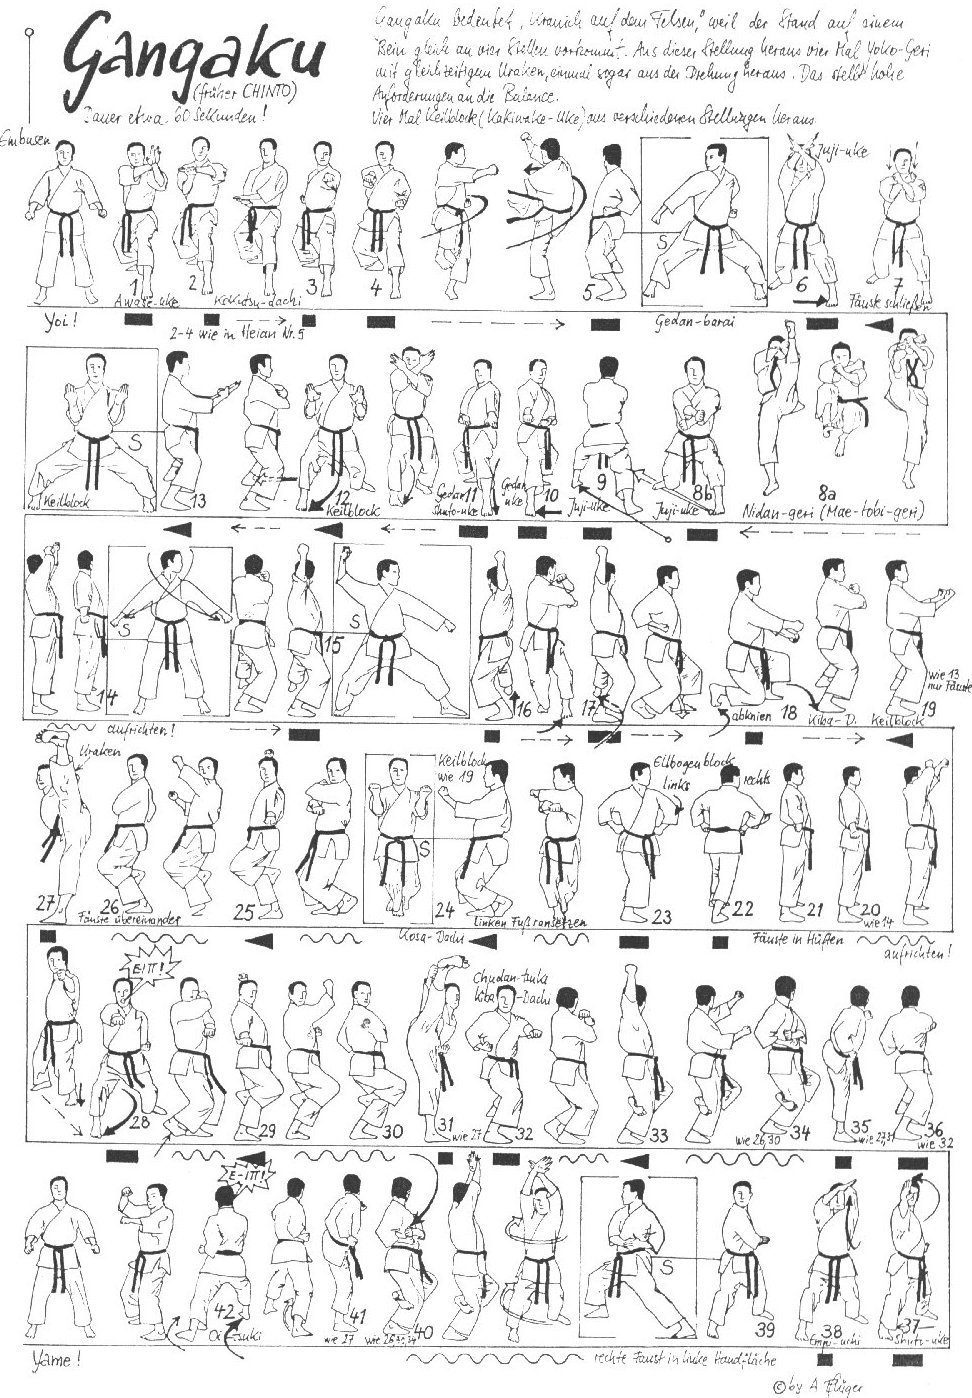 Gangaku
(früher CHINTO)
Dauer etwa 60 Sekunden!
Gangaku bedeutet „Kranich auf dem Felsen," weil der Stand auf einem
Bein gleich an vier Stellen vorkommt. Aus dieser Stellung heraus vier Mal Yoko-Geri
mit gleichzeitigem Uraken, einmal sogar aus der Drehung heraus. Das stellt hohe
Anforderungen an die Balance.
Vier Mal Keilblock (Kakiwake-Uke) aus verschiedenen Stellungen heraus.
Embusen
Juji-uke
S
1 2 3 4 5 6 7
Awase-uke
Kokutsu-dachi
Fäuste schließen
Yoi!
2-4 wie in Heian Nr. 5
Gedan-barai
S
Keilblock
13
12
Keilblock
Gedan 11
Shuto-uke
Gedan
uke
10
9
Juji-uke
8b
Juji-uke
8a
Nidan-geri (Mae-tobi-geri)
S
S
14
15
16
17
abknien 18
Kiba-D.
Keilblock
19
wie 13
nur Fäuste
aufrichten!
Uraken
Keilblock
wie 19
S
Ellbogenblock
links
rechts
27
26
Fäuste übereinander
25
24
linken Fuß ransetzen
23
22
21
20
wie 14
Kosa-Dachi
Fäuste in Hüften
aufrichten!
E-ITT!
Chudan-tsuki
Kiba-Dachi
28
29
30
31
wie 27
32
33
wie 26,30
34
35
wie 27,31
36
wie 32
E-ITT!
S
42
Oi-tsuki
41
wie 27
wie 26,30,34
40
39
38
Empi-uchi
37
Shuto-uke
Yame!
rechte Faust in linke Handfläche
© by A Pflüger